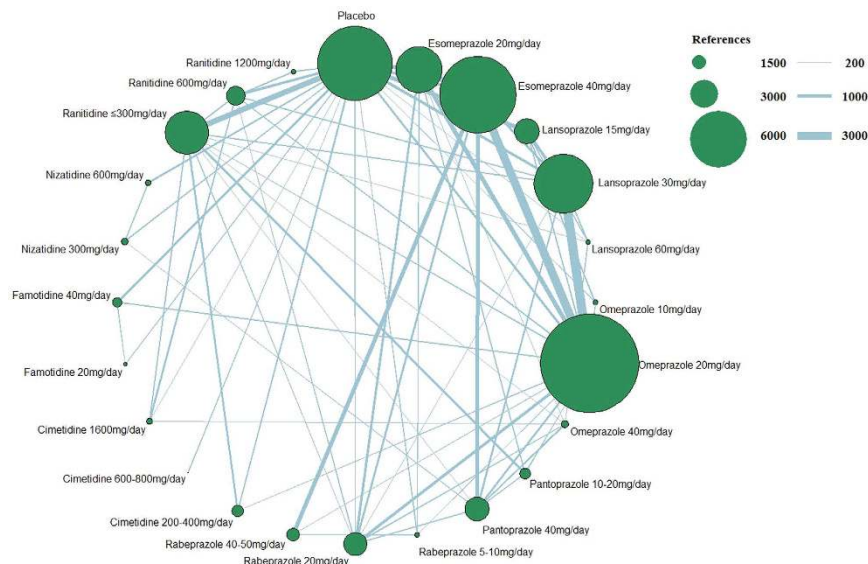 Placebo
Esomeprazole 20mg/day
Esomeprazole 40mg/day
Lansoprazole 15mg/day
Lansoprazole 30mg/day
Lansoprazole 60mg/day
Omeprazole 10mg/day
Omeprazole 20mg/day
Omeprazole 40mg/day
Pantoprazole 10-20mg/day
Pantoprazole 40mg/day
Rabeprazole 5-10mg/day
Rabeprazole 20mg/day
Rabeprazole 40-50mg/day
Cimetidine 200-400mg/day
Cimetidine 600-800mg/day
Cimetidine 1600mg/day
Famotidine 20mg/day
Famotidine 40mg/day
Nizatidine 300mg/day
Nizatidine 600mg/day
Ranitidine ≤300mg/day
Ranitidine 600mg/day
Ranitidine 1200mg/day
References
1500 200
3000 1000
6000 3000